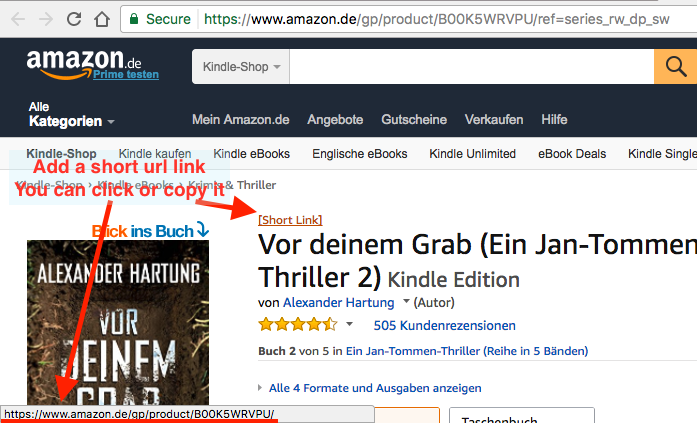 Secure https://www.amazon.de/gp/product/B00K5WRVPU/ref=series_rw_dp_sw
amazon.de
Prime testen
Kindle-Shop
Alle
Kategorien
Mein Amazon.de Angebote Gutscheine Verkaufen Hilfe
Kindle-Shop Kindle kaufen Kindle eBooks Englische eBooks Kindle Unlimited eBook Deals Kindle Single
Add a short url link
You can click or copy it
Kindle-Shop › Kindle eBooks › Krimis & Thriller
[Short Link]
Blick ins Buch
ALEXANDER HARTUNG
VOR
DEINEM
GRAB
Vor deinem Grab (Ein Jan-Tommen-
Thriller 2) Kindle Edition
von Alexander Hartung (Autor)
505 Kundenrezensionen
Buch 2 von 5 in Ein Jan-Tommen-Thriller (Reihe in 5 Bänden)
Alle 4 Formate und Ausgaben anzeigen
https://www.amazon.de/gp/product/B00K5WRVPU/
Taschenbuch